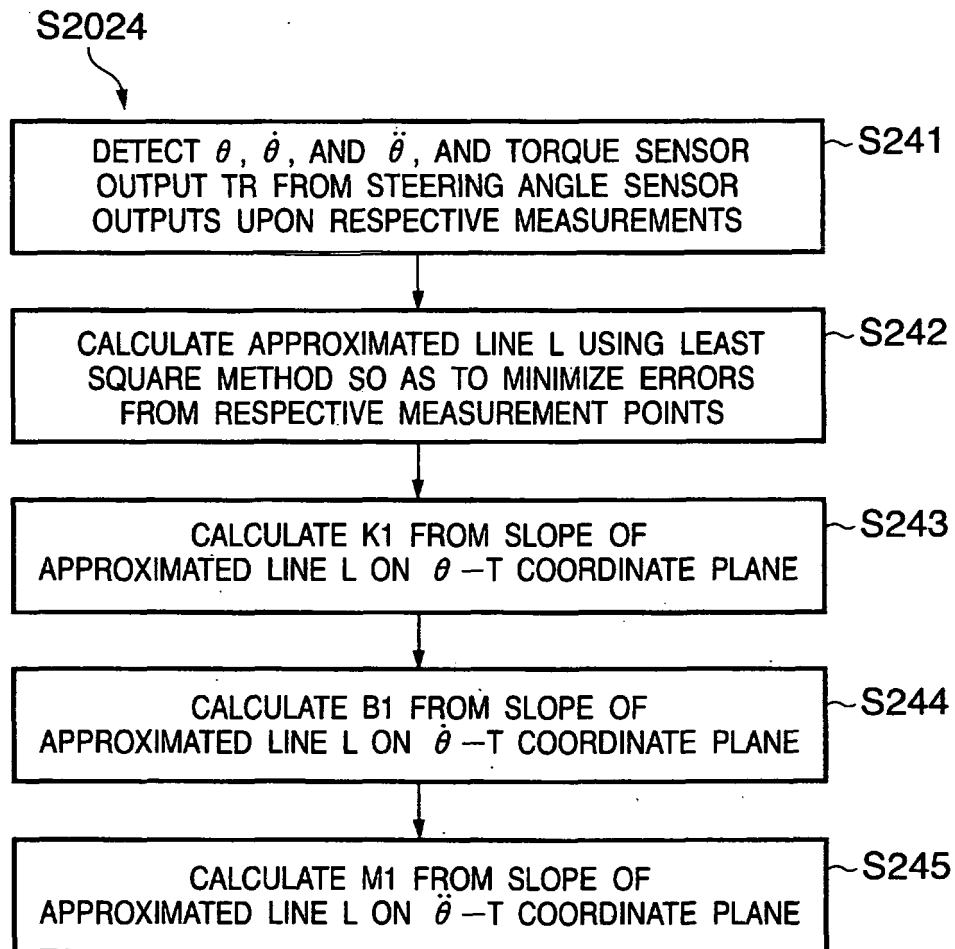 S2024
DETECT θ, θ̇, AND θ̈, AND TORQUE SENSOR
OUTPUT TR FROM STEERING ANGLE SENSOR
OUTPUTS UPON RESPECTIVE MEASUREMENTS
S241
CALCULATE APPROXIMATED LINE L USING LEAST
SQUARE METHOD SO AS TO MINIMIZE ERRORS
FROM RESPECTIVE MEASUREMENT POINTS
S242
CALCULATE K1 FROM SLOPE OF
APPROXIMATED LINE L ON θ–T COORDINATE PLANE
S243
CALCULATE B1 FROM SLOPE OF
APPROXIMATED LINE L ON θ̇–T COORDINATE PLANE
S244
CALCULATE M1 FROM SLOPE OF
APPROXIMATED LINE L ON θ̈–T COORDINATE PLANE
S245